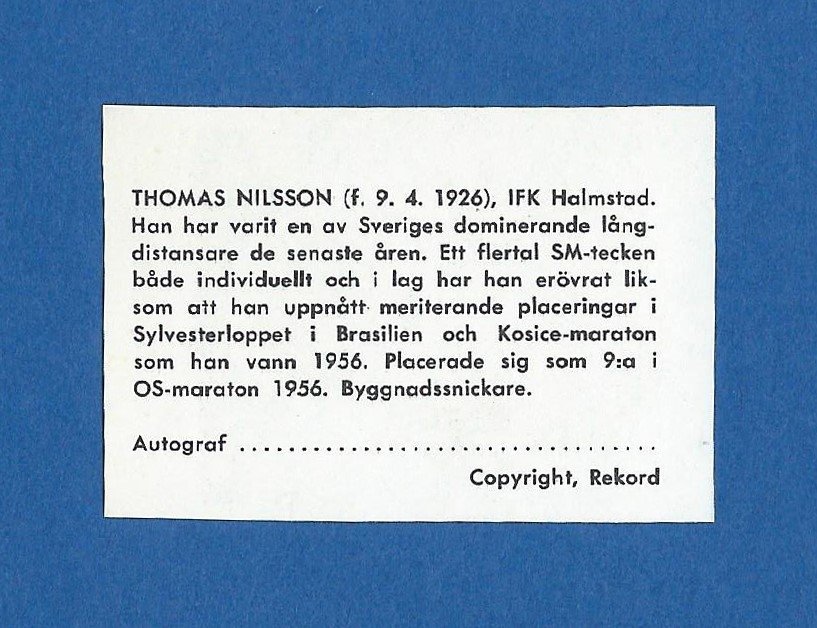 THOMAS NILSSON (f. 9. 4. 1926), IFK Halmstad.
Han har varit en av Sveriges dominerande lång-
distansare de senaste åren. Ett flertal SM-tecken
både individuellt och i lag har han erövrat lik-
som att han uppnått meriterande placeringar i
Sylvesterloppet i Brasilien och Kosice-maraton
som han vann 1956. Placerade sig som 9:a i
OS-maraton 1956. Byggnadssnickare.
Autograf ...................................
Copyright, Rekord